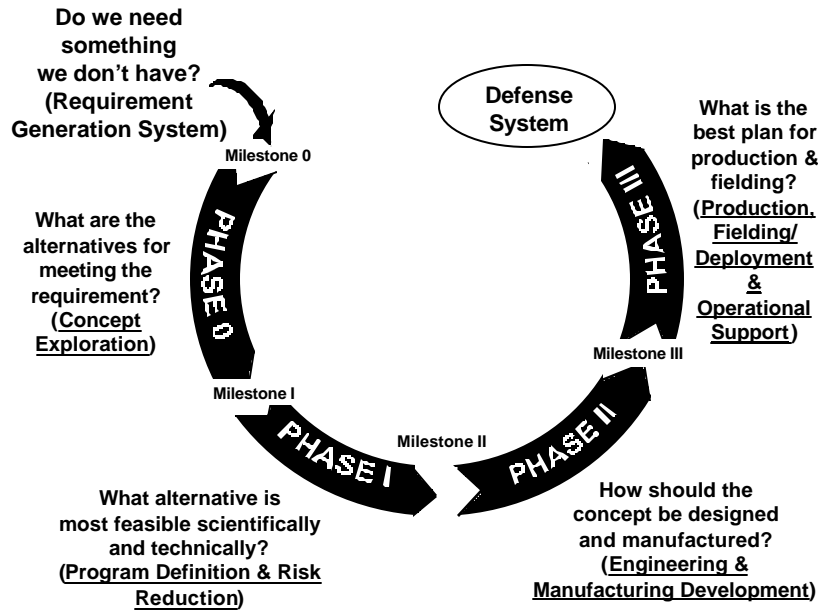 Do we need
something
we don't have?
(Requirement
Generation System)
Milestone 0
PHASE 0
What are the
alternatives for
meeting the
requirement?
(Concept
Exploration)
Milestone I
PHASE I
What alternative is
most feasible scientifically
and technically?
(Program Definition & Risk
Reduction)
Milestone II
PHASE II
How should the
concept be designed
and manufactured?
(Engineering &
Manufacturing Development)
Milestone III
PHASE III
What is the
best plan for
production &
fielding?
(Production,
Fielding/
Deployment
&
Operational
Support)
Defense
System